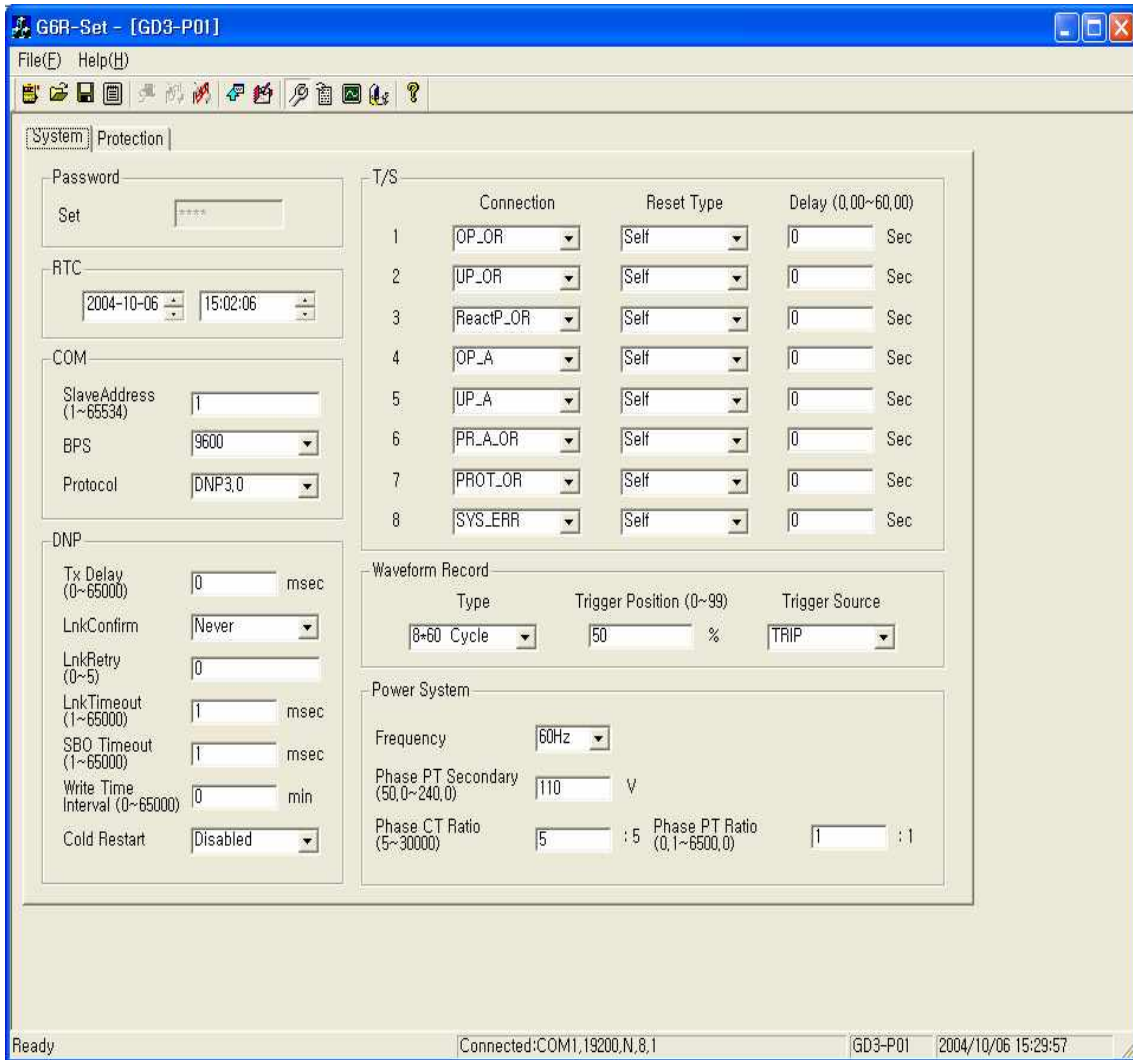 G6R-Set - [GD3-P01]
File(F) Help(H)
System Protection
Password
Set ****
RTC
2004-10-06 15:02:06
COM
SlaveAddress
(1~65534) 1
BPS 9600
Protocol DNP3,0
DNP
Tx Delay
(0~65000) 0 msec
LnkConfirm Never
LnkRetry
(0~5) 0
LnkTimeout
(1~65000) 1 msec
SBO Timeout
(1~65000) 1 msec
Write Time
Interval (0~65000) 0 min
Cold Restart Disabled
T/S
Connection Reset Type Delay (0,00~60,00)
1 OP_OR Self 0 Sec
2 UP_OR Self 0 Sec
3 ReactP_OR Self 0 Sec
4 OP_A Self 0 Sec
5 UP_A Self 0 Sec
6 PR_A_OR Self 0 Sec
7 PROT_OR Self 0 Sec
8 SYS_ERR Self 0 Sec
Waveform Record
Type Trigger Position (0~99) Trigger Source
8*60 Cycle 50 % TRIP
Power System
Frequency 60Hz
Phase PT Secondary
(50,0~240,0) 110 V
Phase CT Ratio
(5~30000) 5 : 5
Phase PT Ratio
(0,1~6500,0) 1 : 1
Ready Connected:COM1,19200,N,8,1 GD3-P01 2004/10/06 15:29:57